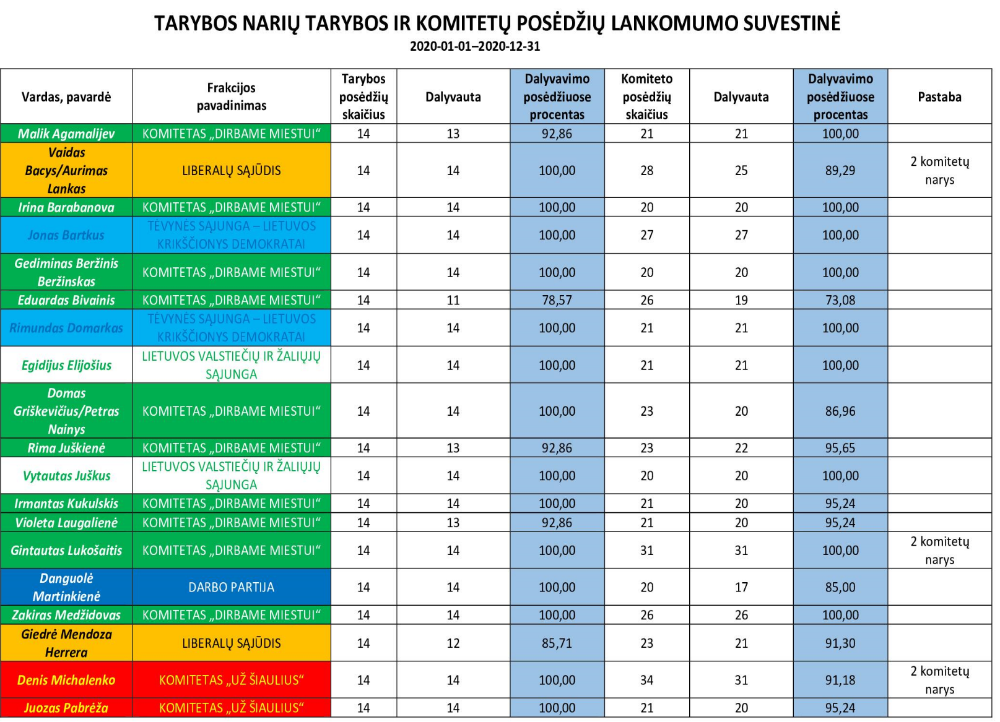 TARYBOS NARIŲ TARYBOS IR KOMITETŲ POSĖDŽIŲ LANKOMUMO SUVESTINĖ
2020-01-01–2020-12-31
Vardas, pavardė Frakcijos pavadinimas Tarybos posėdžių skaičius Dalyvauta Dalyvavimo posėdžiuose procentas Komiteto posėdžių skaičius Dalyvauta Dalyvavimo posėdžiuose procentas Pastaba
Malik Agamalijev KOMITETAS „DIRBAME MIESTUI“ 14 13 92,86 21 21 100,00
Vaidas Bacys/Aurimas Lankas LIBERALŲ SĄJŪDIS 14 14 100,00 28 25 89,29 2 komitetų narys
Irina Barabanova KOMITETAS „DIRBAME MIESTUI“ 14 14 100,00 20 20 100,00
Jonas Bartkus TĖVYNĖS SĄJUNGA – LIETUVOS KRIKŠČIONYS DEMOKRATAI 14 14 100,00 27 27 100,00
Gediminas Beržinis Beržinskas KOMITETAS „DIRBAME MIESTUI“ 14 14 100,00 20 20 100,00
Eduardas Bivainis KOMITETAS „DIRBAME MIESTUI“ 14 11 78,57 26 19 73,08
Rimundas Domarkas TĖVYNĖS SĄJUNGA – LIETUVOS KRIKŠČIONYS DEMOKRATAI 14 14 100,00 21 21 100,00
Egidijus Elijošius LIETUVOS VALSTIEČIŲ IR ŽALIŲJŲ SĄJUNGA 14 14 100,00 21 21 100,00
Domas Griškevičius/Petras Nainys KOMITETAS „DIRBAME MIESTUI“ 14 14 100,00 23 20 86,96
Rima Juškienė KOMITETAS „DIRBAME MIESTUI“ 14 13 92,86 23 22 95,65
Vytautas Juškus LIETUVOS VALSTIEČIŲ IR ŽALIŲJŲ SĄJUNGA 14 14 100,00 20 20 100,00
Irmantas Kukulskis KOMITETAS „DIRBAME MIESTUI“ 14 14 100,00 21 20 95,24
Violeta Laugalienė KOMITETAS „DIRBAME MIESTUI“ 14 13 92,86 21 20 95,24
Gintautas Lukošaitis KOMITETAS „DIRBAME MIESTUI“ 14 14 100,00 31 31 100,00 2 komitetų narys
Danguolė Martinkienė DARBO PARTIJA 14 14 100,00 20 17 85,00
Zakiras Medžidovas KOMITETAS „DIRBAME MIESTUI“ 14 14 100,00 26 26 100,00
Giedrė Mendoza Herrera LIBERALŲ SĄJŪDIS 14 12 85,71 23 21 91,30
Denis Michalenko KOMITETAS „UŽ ŠIAULIUS“ 14 14 100,00 34 31 91,18 2 komitetų narys
Juozas Pabrėža KOMITETAS „UŽ ŠIAULIUS“ 14 14 100,00 21 20 95,24